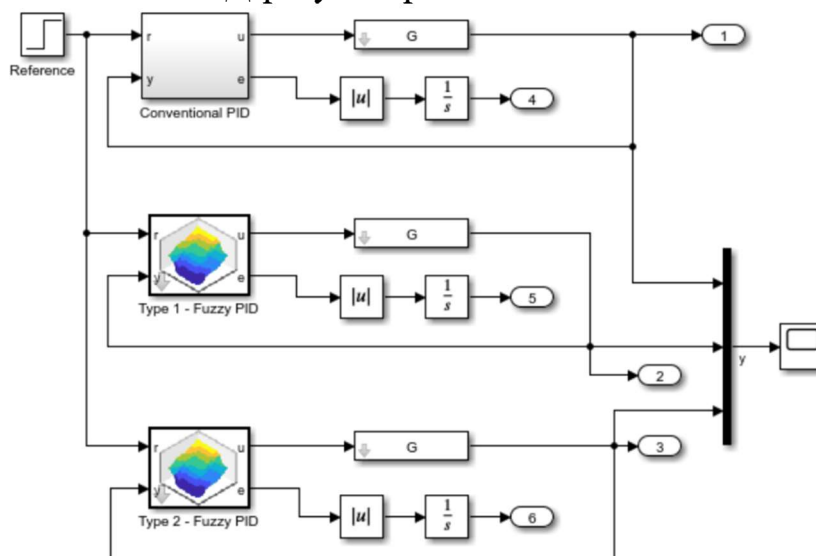 r
u
G
1
Reference
y
e
|u|
1
s
4
Conventional PID
r
u
G
y
e
|u|
1
s
5
Type 1 - Fuzzy PID
y
2
r
u
G
3
y
e
|u|
1
s
6
Type 2 - Fuzzy PID